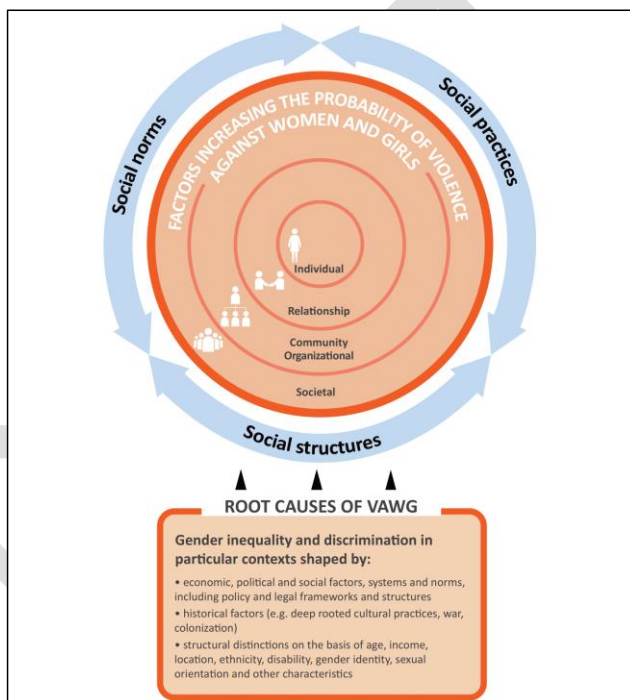 FACTORS INCREASING THE PROBABILITY OF VIOLENCE
AGAINST WOMEN AND GIRLS
Social norms
Social practices
Individual
Relationship
Community
Organizational
Societal
Social structures
ROOT CAUSES OF VAWG
Gender inequality and discrimination in
particular contexts shaped by:
• economic, political and social factors, systems and norms,
including policy and legal frameworks and structures
• historical factors (e.g. deep rooted cultural practices, war,
colonization)
• structural distinctions on the basis of age, income,
location, ethnicity, disability, gender identity, sexual
orientation and other characteristics